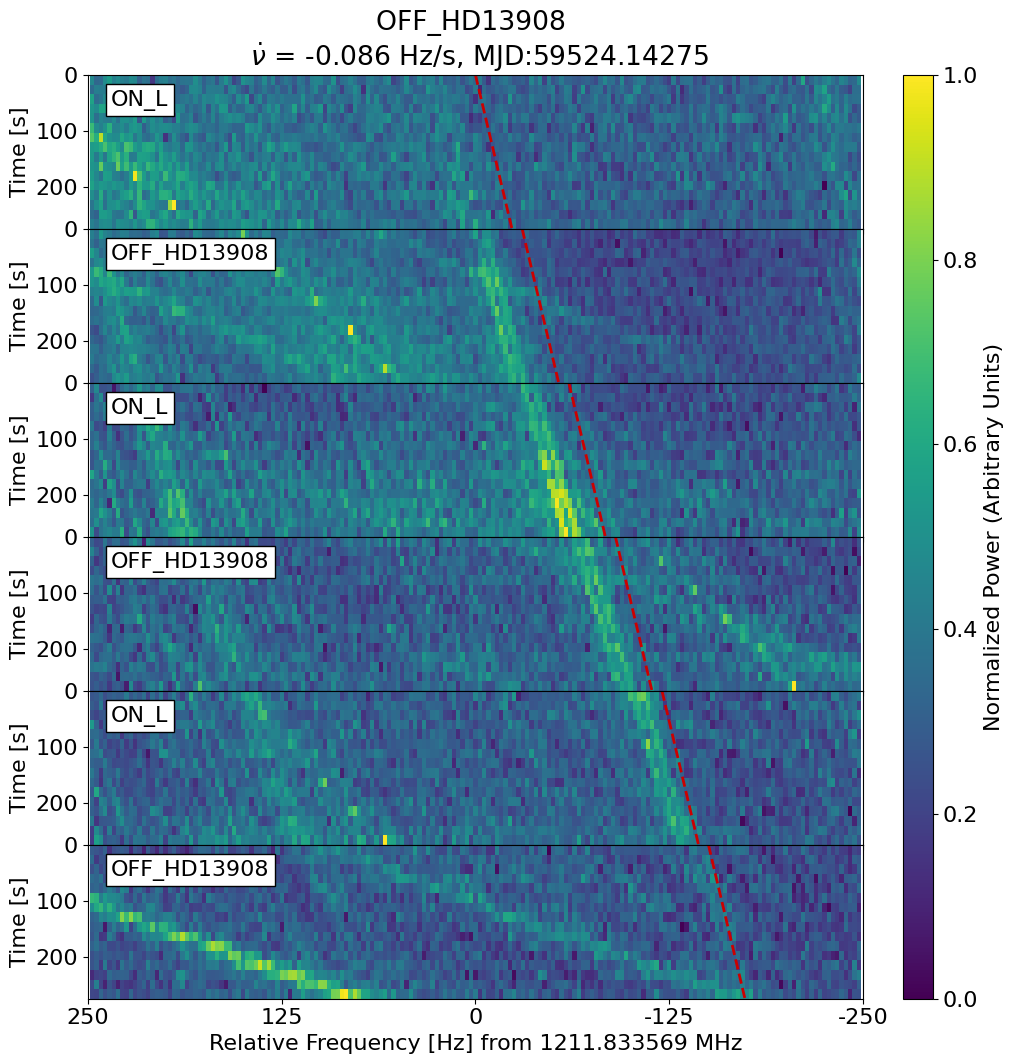 OFF_HD13908
ν̇ = -0.086 Hz/s, MJD:59524.14275
0
100
200
Time [s]
ON_L
0
100
200
Time [s]
OFF_HD13908
0
100
200
Time [s]
ON_L
0
100
200
Time [s]
OFF_HD13908
0
100
200
Time [s]
ON_L
0
100
200
Time [s]
OFF_HD13908
250
125
0
-125
-250
Relative Frequency [Hz] from 1211.833569 MHz
1.0
0.8
0.6
0.4
0.2
0.0
Normalized Power (Arbitrary Units)